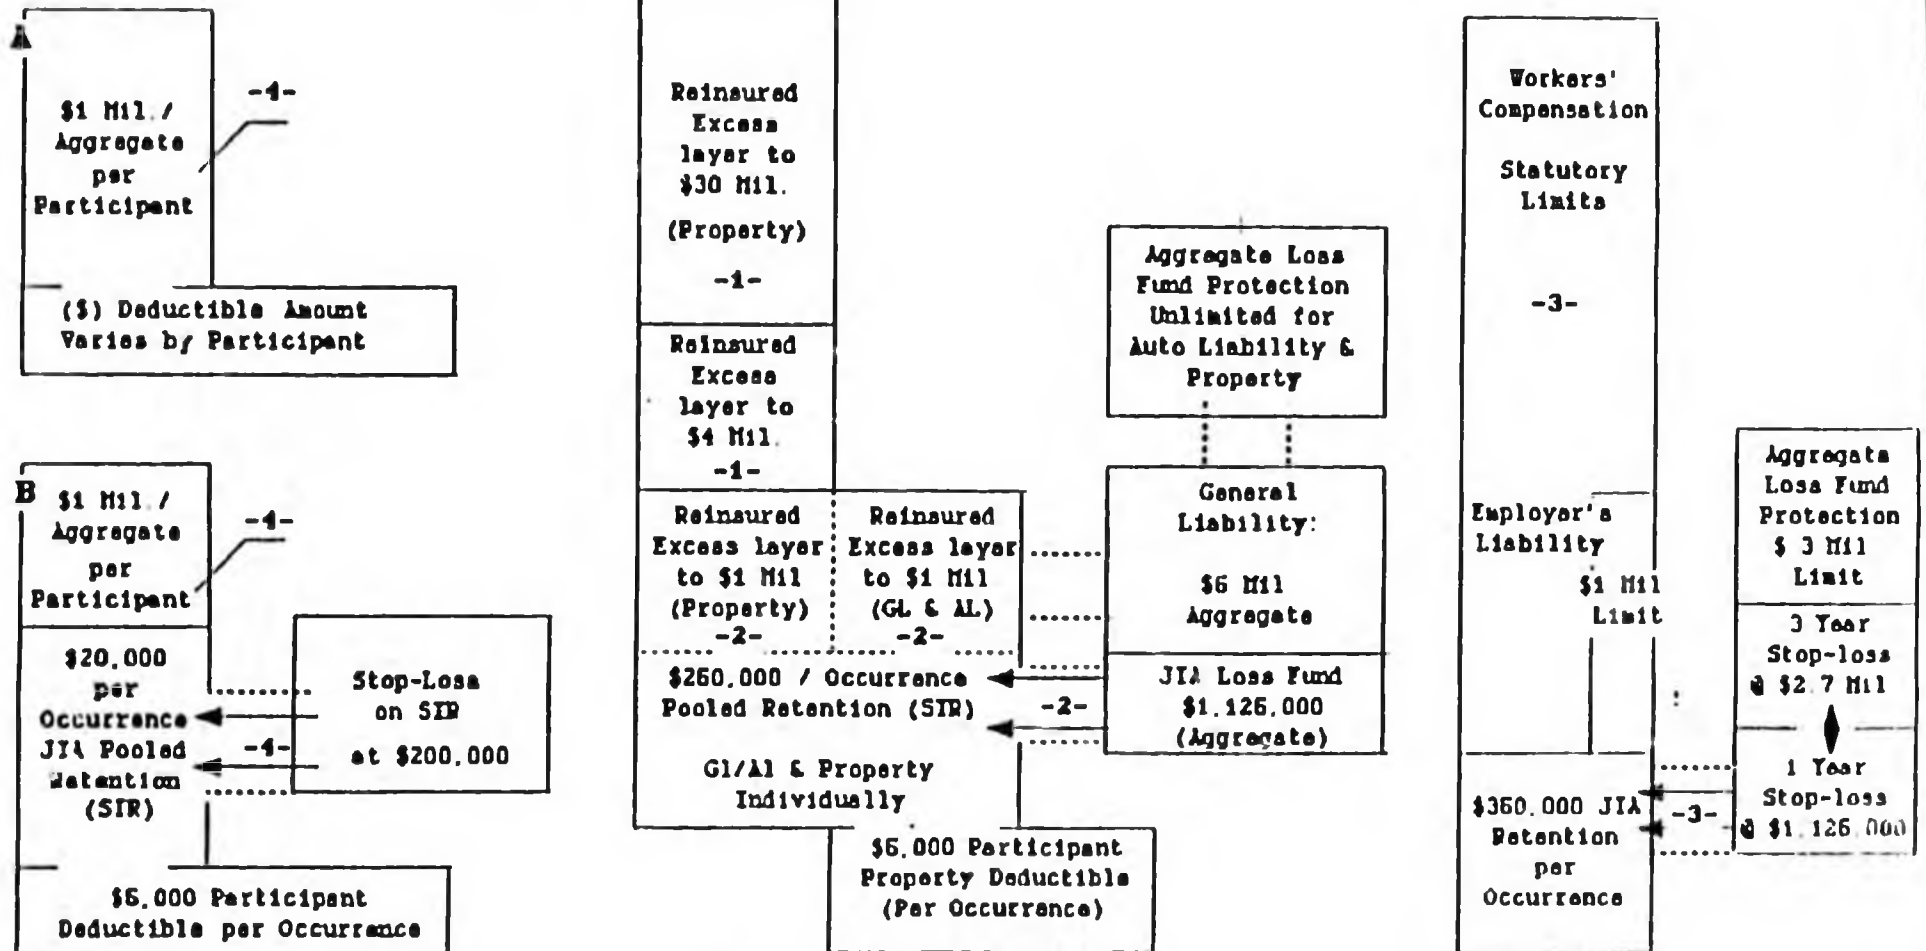 A
$1 Mil./
Aggregate
per
Participant
-4-
($) Deductible Amount
Varies by Participant
B
$1 Mil./
Aggregate
per
Participant
-4-
$20,000
per
Occurrence
JIA Pooled
Retention
(SIR)
-4-
Stop-Loss
on SIR
at $200,000
$5,000 Participant
Deductible per Occurrence
Reinsured
Excess
layer to
$30 Mil.
(Property)
-1-
Reinsured
Excess
layer to
$4 Mil.
-1-
Reinsured
Excess layer
to $1 Mil
(Property)
-2-
Reinsured
Excess layer
to $1 Mil
(GL & AL)
-2-
$250,000 / Occurrence
Pooled Retention (SIR)
-2-
Gl/Al & Property
Individually
$5,000 Participant
Property Deductible
(Per Occurrence)
Aggregate Loss
Fund Protection
Unlimited for
Auto Liability &
Property
General
Liability:
$6 Mil
Aggregate
JIA Loss Fund
$1,125,000
(Aggregate)
Workers'
Compensation
Statutory
Limits
-3-
Employer's
Liability
$1 Mil
Limit
$350,000 JIA
Retention
per
Occurrence
-3-
Aggregate
Loss Fund
Protection
$ 3 Mil
Limit
3 Year
Stop-loss
@ $2.7 Mil
1 Year
Stop-loss
@ $1,125,000